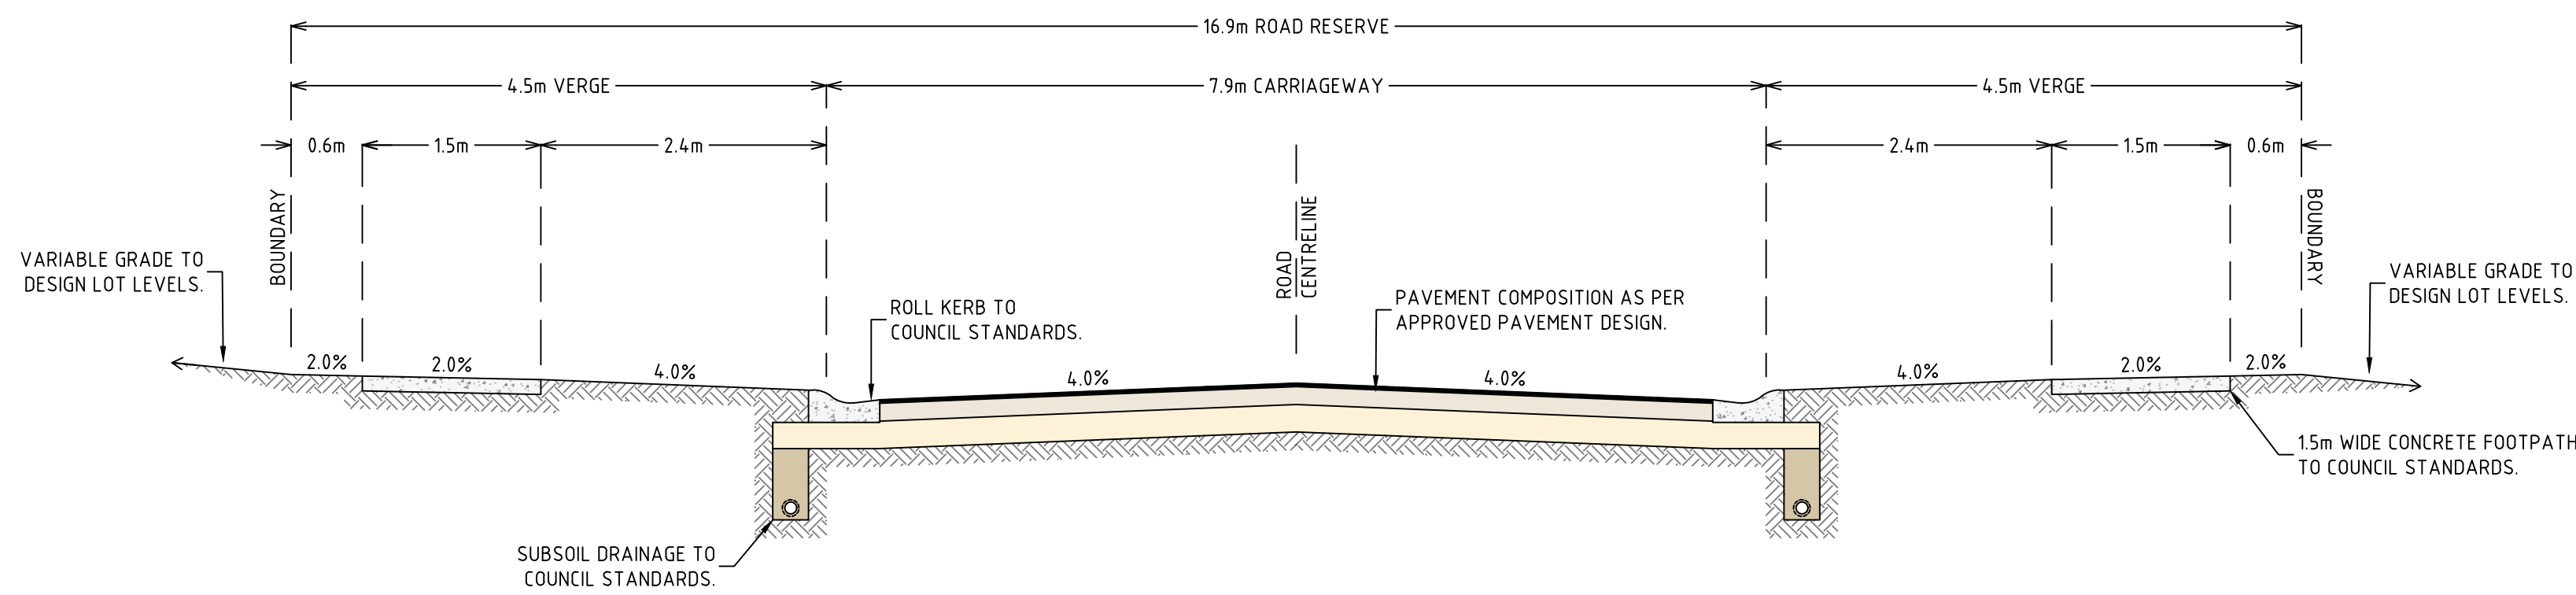 16.9m ROAD RESERVE
4.5m VERGE
7.9m CARRIAGEWAY
4.5m VERGE
0.6m
1.5m
2.4m
2.4m
1.5m
0.6m
BOUNDARY
ROAD
CENTRELINE
BOUNDARY
VARIABLE GRADE TO
DESIGN LOT LEVELS.
ROLL KERB TO
COUNCIL STANDARDS.
PAVEMENT COMPOSITION AS PER
APPROVED PAVEMENT DESIGN.
VARIABLE GRADE TO
DESIGN LOT LEVELS.
2.0%
2.0%
4.0%
4.0%
4.0%
4.0%
2.0%
2.0%
1.5m WIDE CONCRETE FOOTPATH
TO COUNCIL STANDARDS.
SUBSOIL DRAINAGE TO
COUNCIL STANDARDS.